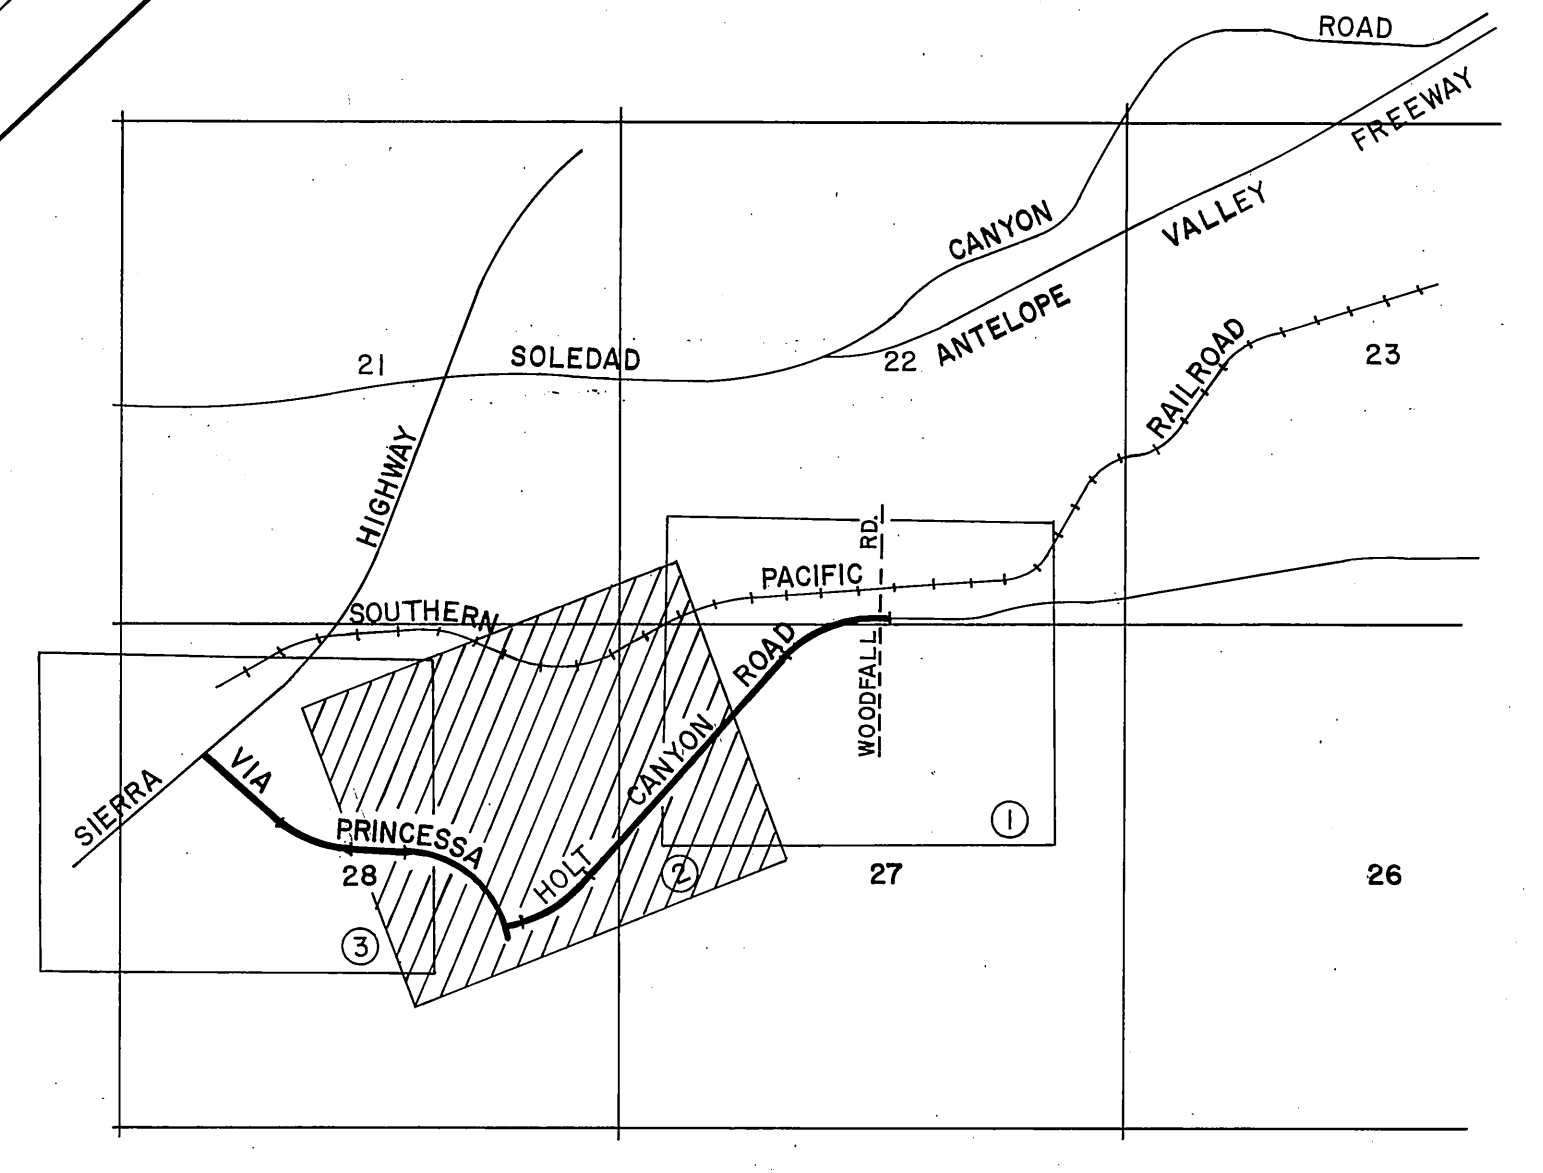 ROAD
FREEWAY
CANYON
VALLEY
ANTELOPE
21
SOLEDAD
22
23
RAILROAD
HIGHWAY
RD.
PACIFIC
SOUTHERN
ROAD
WOODFALL
CANYON
VIA
SIERRA
PRINCESSA
HOLT
1
28
2
27
26
3